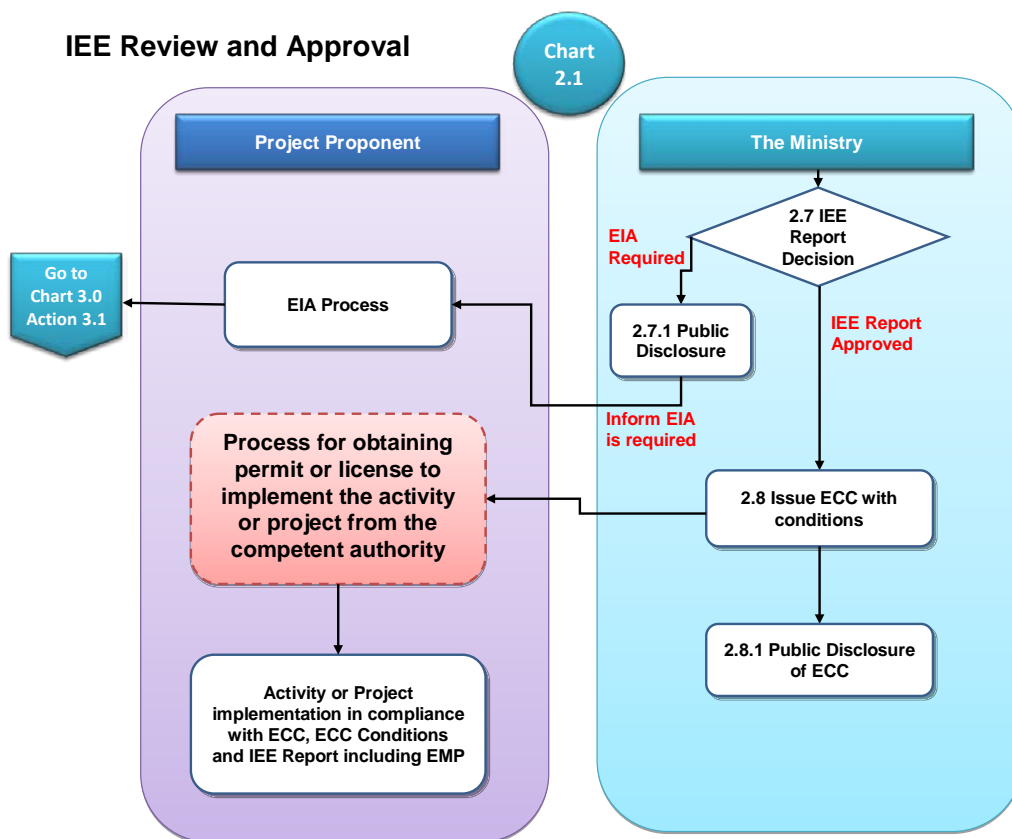 IEE Review and Approval
Chart
2.1
Project Proponent
The Ministry
2.7 IEE
Report
Decision
EIA
Required
Go to
Chart 3.0
Action 3.1
EIA Process
2.7.1 Public
Disclosure
IEE Report
Approved
Inform EIA
is required
Process for obtaining
permit or license to
implement the activity
or project from the
competent authority
2.8 Issue ECC with
conditions
2.8.1 Public Disclosure
of ECC
Activity or Project
implementation in compliance
with ECC, ECC Conditions
and IEE Report including EMP